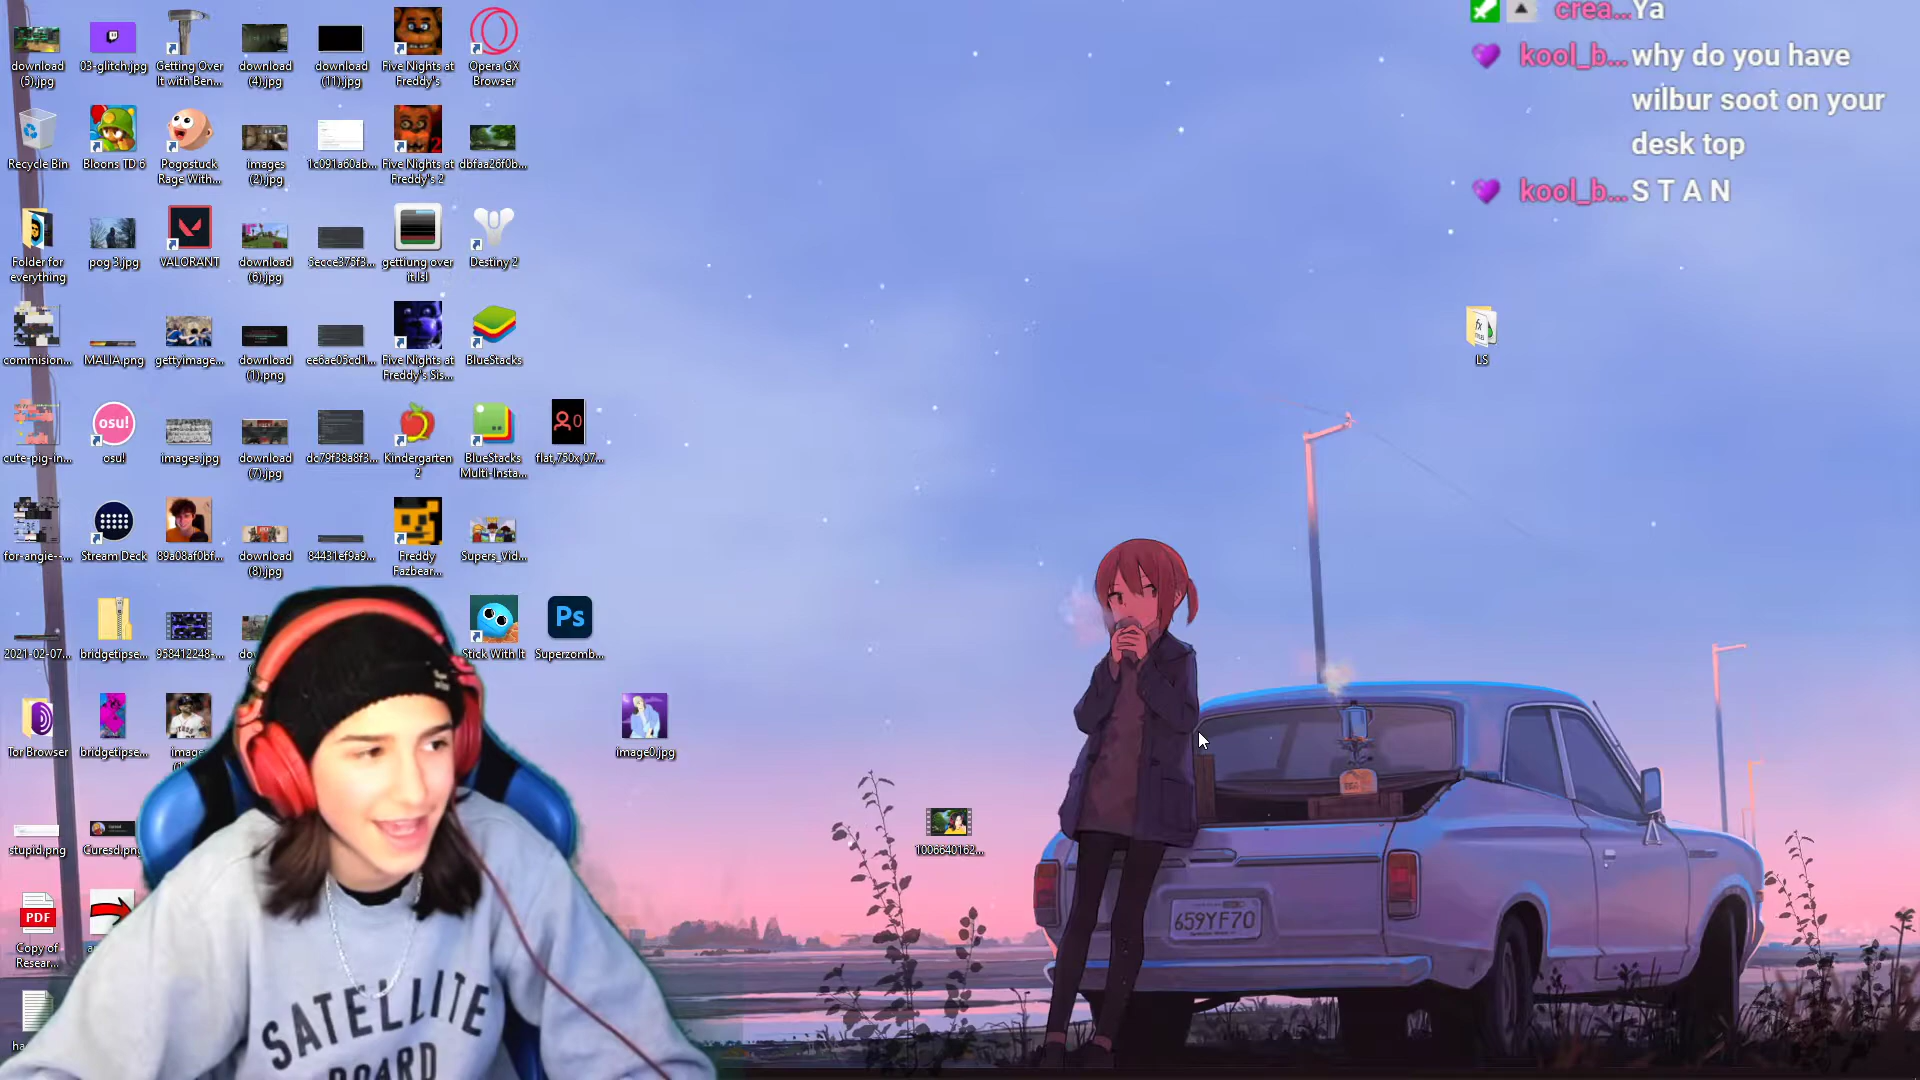 download (5).jpg
03-glitch.jpg
Getting Over It with Ben...
download (4).jpg
download (11).jpg
Five Nights at Freddy's
Opera GX Browser
Recycle Bin
Bloons TD 6
Pogostuck Rage With...
images (2).jpg
1c091a60ab...
Five Nights at Freddy's 2
dbfaa26f0b...
Folder for everything
pog 3.jpg
VALORANT
download (6).jpg
5ecce375f3...
gettiung over it.lsl
Destiny 2
commision...
MALIA.png
gettyimage...
download (1).png
ee6ae05cd1...
Five Nights at Freddy's Sis...
BlueStacks
cute-pig-in...
osu!
osu!
images.jpg
download (7).jpg
dc79f38a8f3...
Kindergarten 2
BlueStacks Multi-Insta...
flat,750x,07...
for-angie--...
Stream Deck
89a08af0bf...
download (8).jpg
84431ef9a9...
Freddy Fazbear...
Supers_Vid...
2021-02-07...
bridgetipse...
958412248-...
Stick With It
Ps
Superzomb...
Tor Browser
bridgetipse...
image0.jpg
stupid.png
Curesd.png
1006640162...
PDF
Copy of Resear...
LS
crea... Ya
kool_b... why do you have
wilbur soot on your
desk top
kool_b... S T A N
659YF70
SATELLITE
BOARD